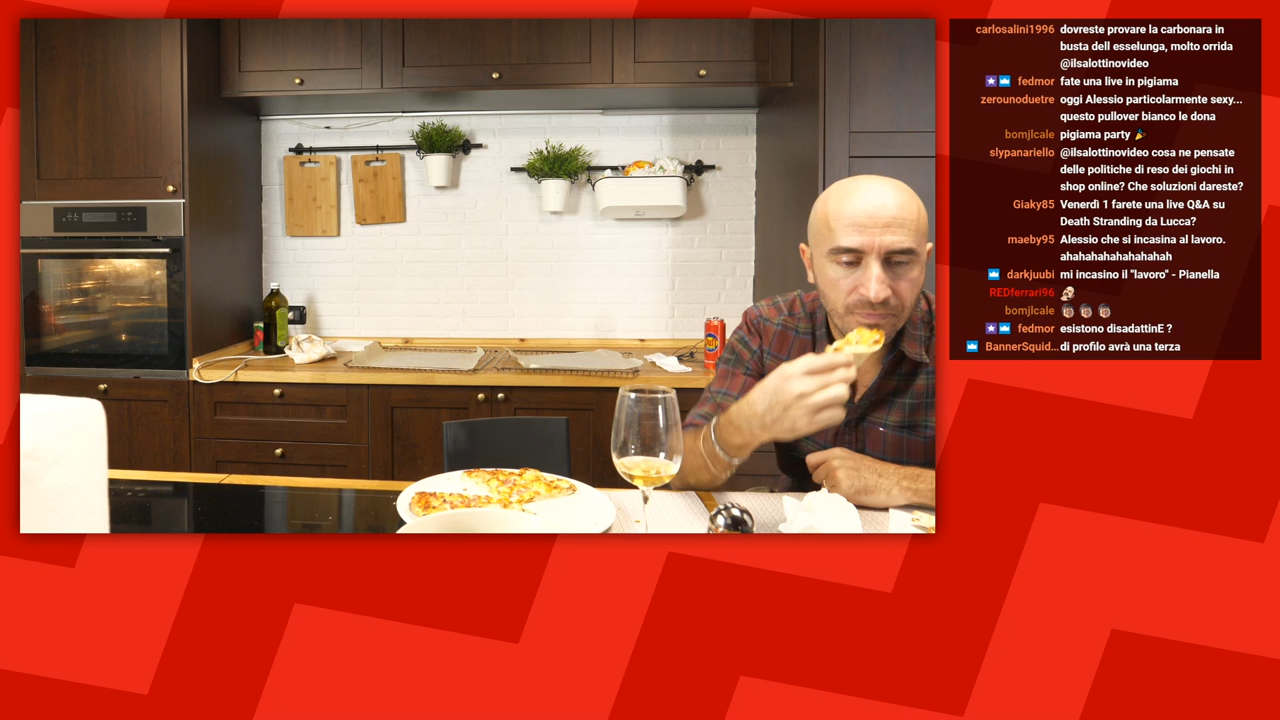 carlosalini1996 dovreste provare la carbonara in
busta dell esselunga, molto orrida
@ilsalottinovideo
fedmor fate una live in pigiama
zerounoduetre oggi Alessio particolarmente sexy...
questo pullover bianco le dona
bomjlcale pigiama party
slypanariello @ilsalottinovideo cosa ne pensate
delle politiche di reso dei giochi in
shop online? Che soluzioni dareste?
Giaky85 Venerdì 1 farete una live Q&A su
Death Stranding da Lucca?
maeby95 Alessio che si incasina al lavoro.
ahahahahahahahah
darkjuubi mi incasino il "lavoro" - Pianella
REDferrari96
bomjlcale
fedmor esistono disadattinE ?
BannerSquid... di profilo avrà una terza